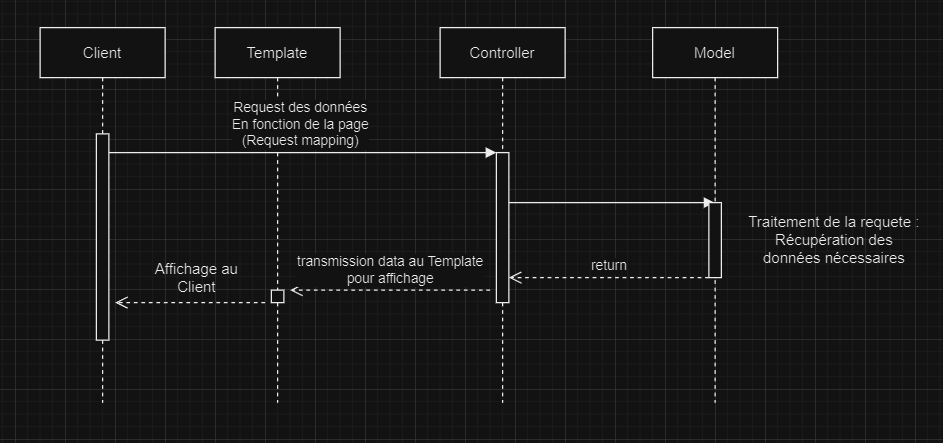 Client
Template
Controller
Model
Request des données
En fonction de la page
(Request mapping)
Traitement de la requete :
Récupération des
données nécessaires
transmission data au Template
pour affichage
return
Affichage au
Client